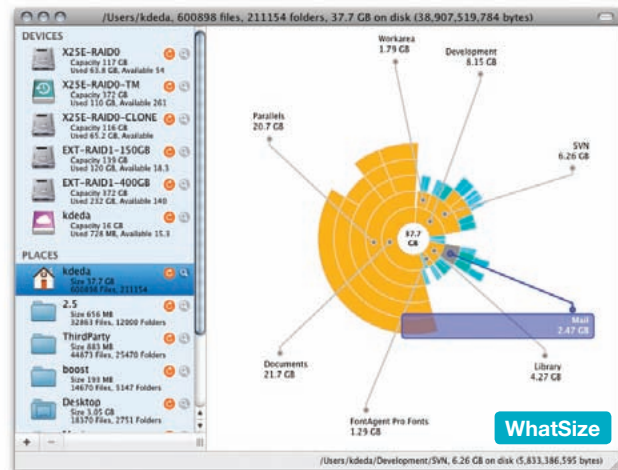 /Users/kdeda, 600898 files, 211154 folders, 37.7 GB on disk (38,907,519,784 bytes)
DEVICES
X25E-RAID0
Capacity 117 GB
Used 63.8 GB, Available 54
X25E-RAID0-TM
Capacity 372 GB
Used 110 GB, Available 261
X25E-RAID0-CLONE
Capacity 116 GB
Used 65.2 GB, Available
EXT-RAID1-150GB
Capacity 139 GB
Used 120 GB, Available 18.3
EXT-RAID1-400GB
Capacity 372 GB
Used 232 GB, Available 140
kdeda
Capacity 16 GB
Used 728 MB, Available 15.3
PLACES
kdeda
Size 37.7 GB
600898 Files, 211154
2.5
Size 656 MB
32863 Files, 12000 Folders
ThirdParty
Size 883 MB
44873 Files, 25470 Folders
boost
Size 193 MB
14670 Files, 5147 Folders
Desktop
Size 3.05 GB
18370 Files, 2751 Folders
Workarea
1.79 GB
Development
8.15 GB
Parallels
20.7 GB
SVN
6.26 GB
37.7
GB
Mail
2.47 GB
Documents
21.7 GB
Library
4.27 GB
FontAgent Pro Fonts
1.29 GB
WhatSize
/Users/kdeda/Development/SVN, 6.26 GB on disk (5,833,386,595 bytes)